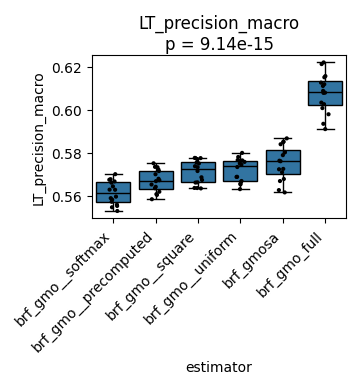 LT_precision_macro
p = 9.14e-15
LT_precision_macro
0.62
0.60
0.58
0.56
brf_gmo__softmax
brf_gmo__precomputed
brf_gmo__square
brf_gmo__uniform
brf_gmosa
brf_gmo_full
estimator